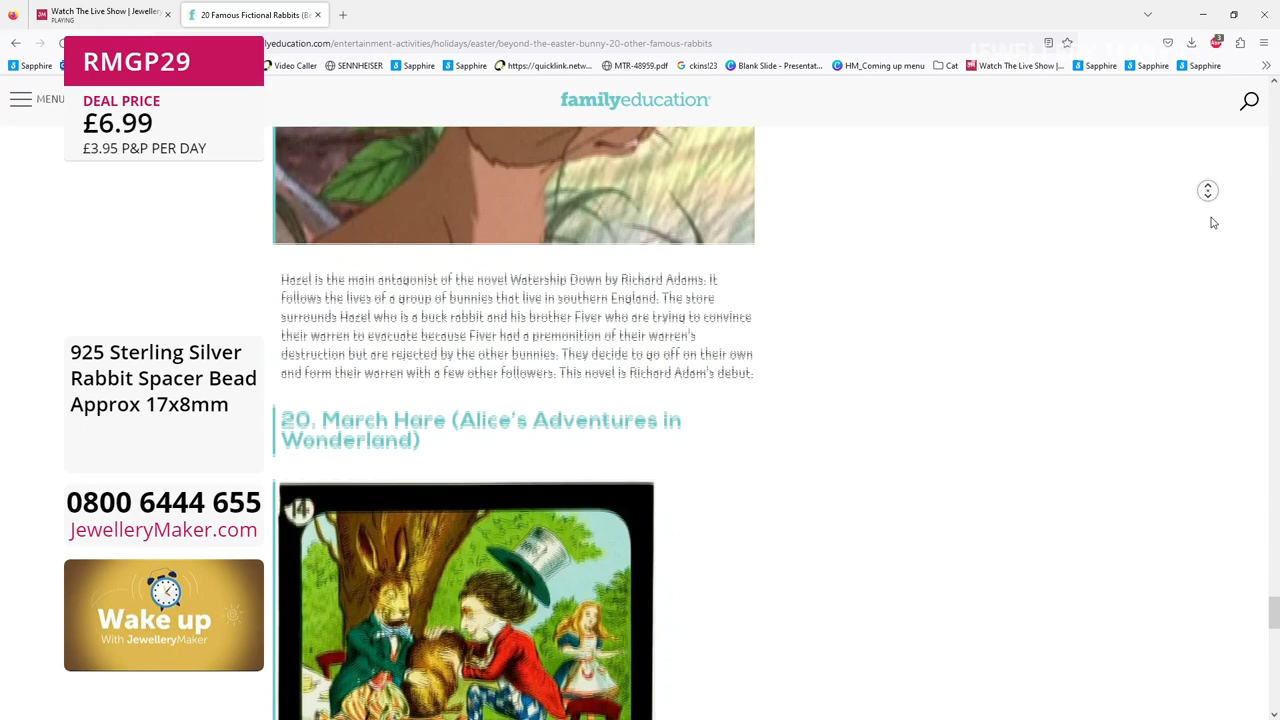 Watch The Live Show | Jewellery
PLAYING
20 Famous Fictional Rabbits (Be
yeducation.com/entertainment-activities/holidays/easter/beyond-the-easter-bunny-20-other-famous-rabbits
3
Sapphire
Video Caller
SENNHEISER
Sapphire
Sapphire
https://quicklink.netw...
MTR-48959.pdf
ckins!23
Blank Slide - Presentat...
HM_Coming up menu
Cat
Watch The Live Show |...
Sapphire
Sapphire
Sapphire
RMGP29
DEAL PRICE
£6.99
£3.95 P&P PER DAY
MENU
familyeducation
Hazel is the main antagonist of the novel Watership Down by Richard Adams. It
follows the lives of a group of bunnies that live in southern England. The store
surrounds Hazel who is a buck rabbit and his brother Fiver who are trying to convince
their warren to evacuate because Fiver had a premonition of their warren's
destruction but are rejected by the other bunnies. They decide to go off on their own
and form their warren with a few other followers. This novel is Richard Adam's debut.
20. March Hare (Alice's Adventures in
Wonderland)
14
925 Sterling Silver
Rabbit Spacer Bead
Approx 17x8mm
0800 6444 655
JewelleryMaker.com
Wake up
With JewelleryMaker